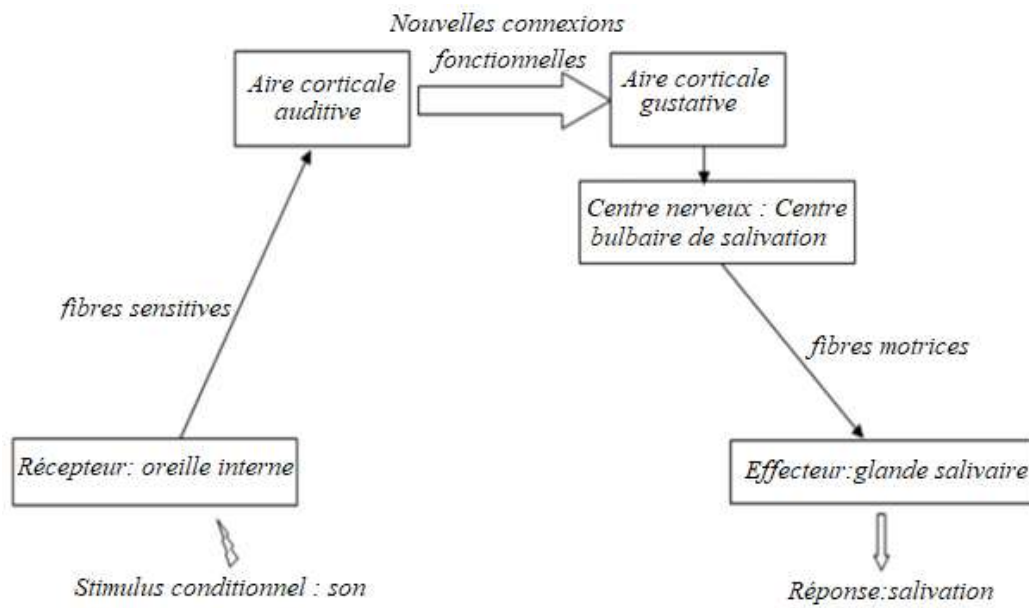 Nouvelles connexions
fonctionnelles
Aire corticale
auditive
Aire corticale
gustative
Centre nerveux : Centre
bulbaire de salivation
fibres sensitives
fibres motrices
Récepteur: oreille interne
Effecteur:glande salivaire
Stimulus conditionnel : son
Réponse:salivation